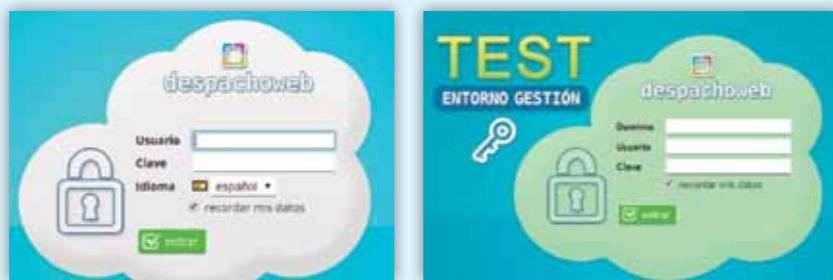 despachoweb
Usuario
Clave
Idioma
español
recordar mis datos
entrar
TEST
ENTORNO GESTIÓN
despachoweb
Dominio
Usuario
Clave
recordar mis datos
entrar